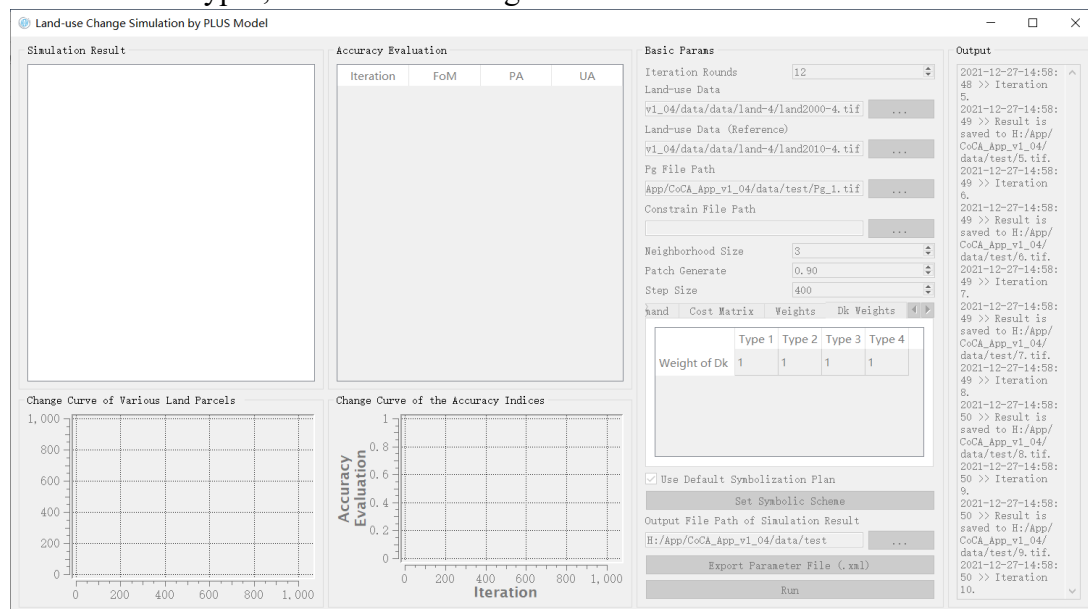 Land-use Change Simulation by PLUS Model
Simulation Result
Accuracy Evaluation
Iteration FoM PA UA
Basic Params
Iteration Rounds 12
Land-use Data
v1_04/data/data/land-4/land2000-4.tif ...
Land-use Data (Reference)
v1_04/data/data/land-4/land2010-4.tif ...
Pg File Path
App/CoCA_App_v1_04/data/test/Pg_1.tif ...
Constrain File Path
...
Neighborhood Size 3
Patch Generate 0.90
Step Size 400
Cost Matrix Weights Dk Weights
Type 1 Type 2 Type 3 Type 4
Weight of Dk 1 1 1 1
Use Default Symbolization Plan
Set Symbolic Scheme
Output File Path of Simulation Result
H:/App/CoCA_App_v1_04/data/test ...
Export Parameter File (.xml)
Run
Output
2021-12-27-14:58:
48 >> Iteration
5.
2021-12-27-14:58:
49 >> Result is
saved to H:/App/
CoCA_App_v1_04/
data/test/5.tif.
2021-12-27-14:58:
49 >> Iteration
6.
2021-12-27-14:58:
49 >> Result is
saved to H:/App/
CoCA_App_v1_04/
data/test/6.tif.
2021-12-27-14:58:
49 >> Iteration
7.
2021-12-27-14:58:
49 >> Result is
saved to H:/App/
CoCA_App_v1_04/
data/test/7.tif.
2021-12-27-14:58:
49 >> Iteration
8.
2021-12-27-14:58:
50 >> Result is
saved to H:/App/
CoCA_App_v1_04/
data/test/8.tif.
2021-12-27-14:58:
50 >> Iteration
9.
2021-12-27-14:58:
50 >> Result is
saved to H:/App/
CoCA_App_v1_04/
data/test/9.tif.
2021-12-27-14:58:
50 >> Iteration
10.
Change Curve of Various Land Parcels
1,000
800
600
400
200
0
0 200 400 600 800 1,000
Change Curve of the Accuracy Indices
Accuracy
Evaluation
1
0.8
0.6
0.4
0.2
0
0 200 400 600 800 1,000
Iteration